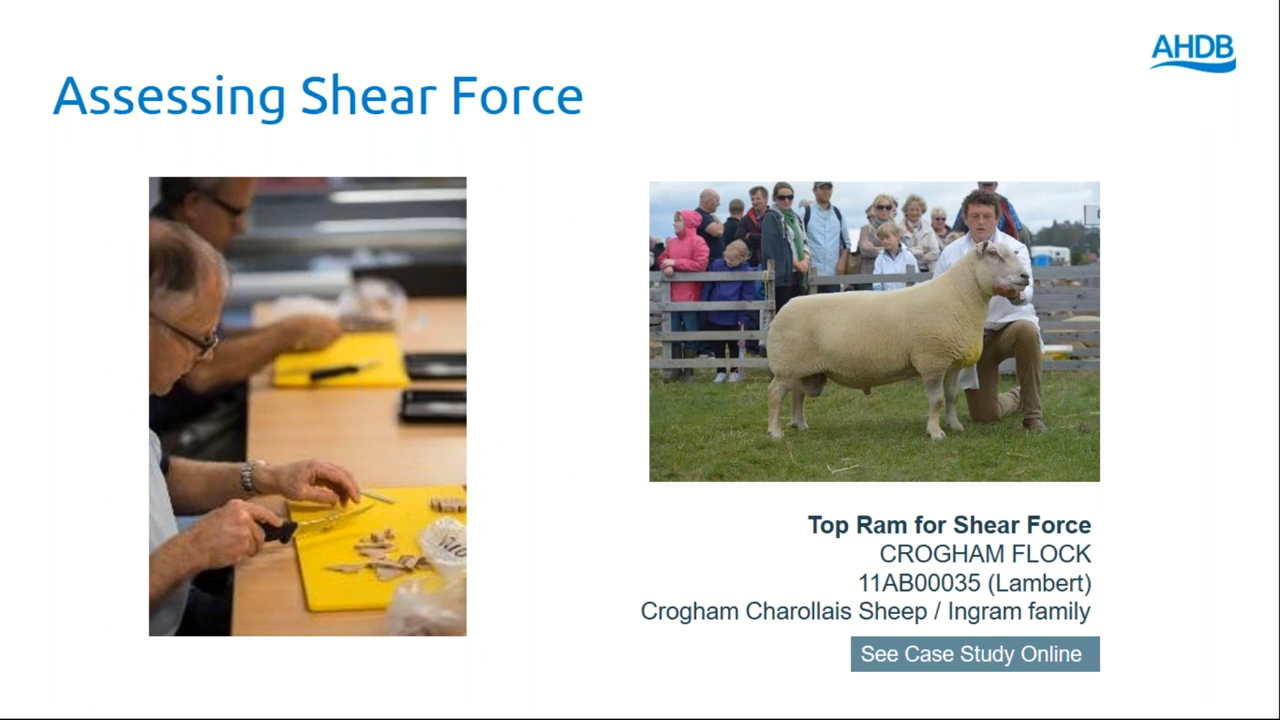 AHDB
Assessing Shear Force
Top Ram for Shear Force
CROGHAM FLOCK
11AB00035 (Lambert)
Crogham Charollais Sheep / Ingram family
See Case Study Online